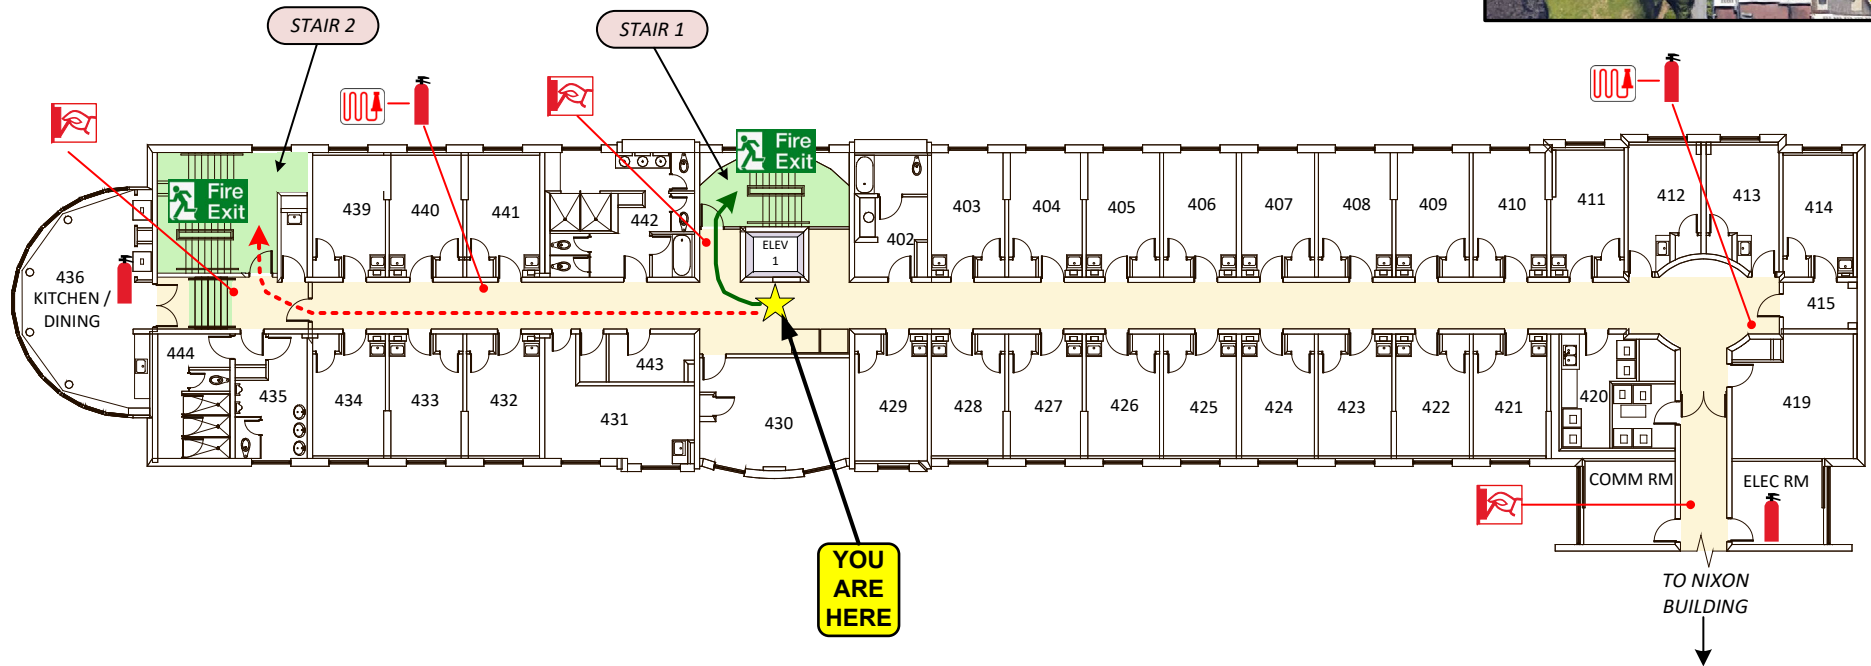 STAIR 2
STAIR 1
Fire
Exit
Fire
Exit
439
440
441
442
ELEV
1
402
403
404
405
406
407
408
409
410
411
412
413
414
415
436
KITCHEN /
DINING
444
435
434
433
432
443
431
430
429
428
427
426
425
424
423
422
421
420
419
COMM RM
ELEC RM
YOU
ARE
HERE
TO NIXON
BUILDING